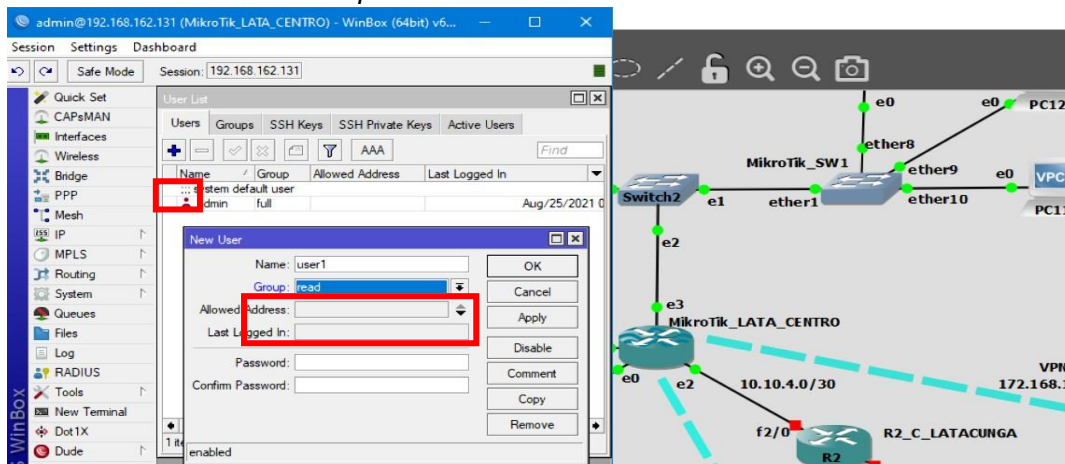 admin@192.168.162.131 (MikroTik_LATA_CENTRO) - WinBox (64bit) v6...
Session Settings Dashboard
Safe Mode Session: 192.168.162.131
Quick Set
CAPsMAN
Interfaces
Wireless
Bridge
PPP
Mesh
IP
MPLS
Routing
System
Queues
Files
Log
RADIUS
Tools
New Terminal
Dot1X
Dude
WinBox
User List
Users Groups SSH Keys SSH Private Keys Active Users
AAA Find
Name Group Allowed Address Last Logged In
::: system default user
admin full Aug/25/2021 0
New User
Name: user1
Group: read
Allowed Address:
Last Logged In:
Password:
Confirm Password:
OK
Cancel
Apply
Disable
Comment
Copy
Remove
enabled
e0 e0 PC12
ether8
MikroTik_SW1 ether9 e0 VPC
Switch2 e1 ether1 ether10
PC11
e2
e3
MikroTik_LATA_CENTRO
e0 e2 10.10.4.0/30
VPN
172.168.1
f2/0 R2_C_LATACUNGA
R2